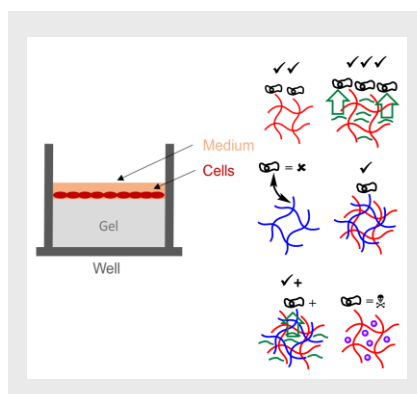 ✓✓
✓✓✓
Medium
Cells
= ✘
✓
Gel
Well
✓+
+
= ☠